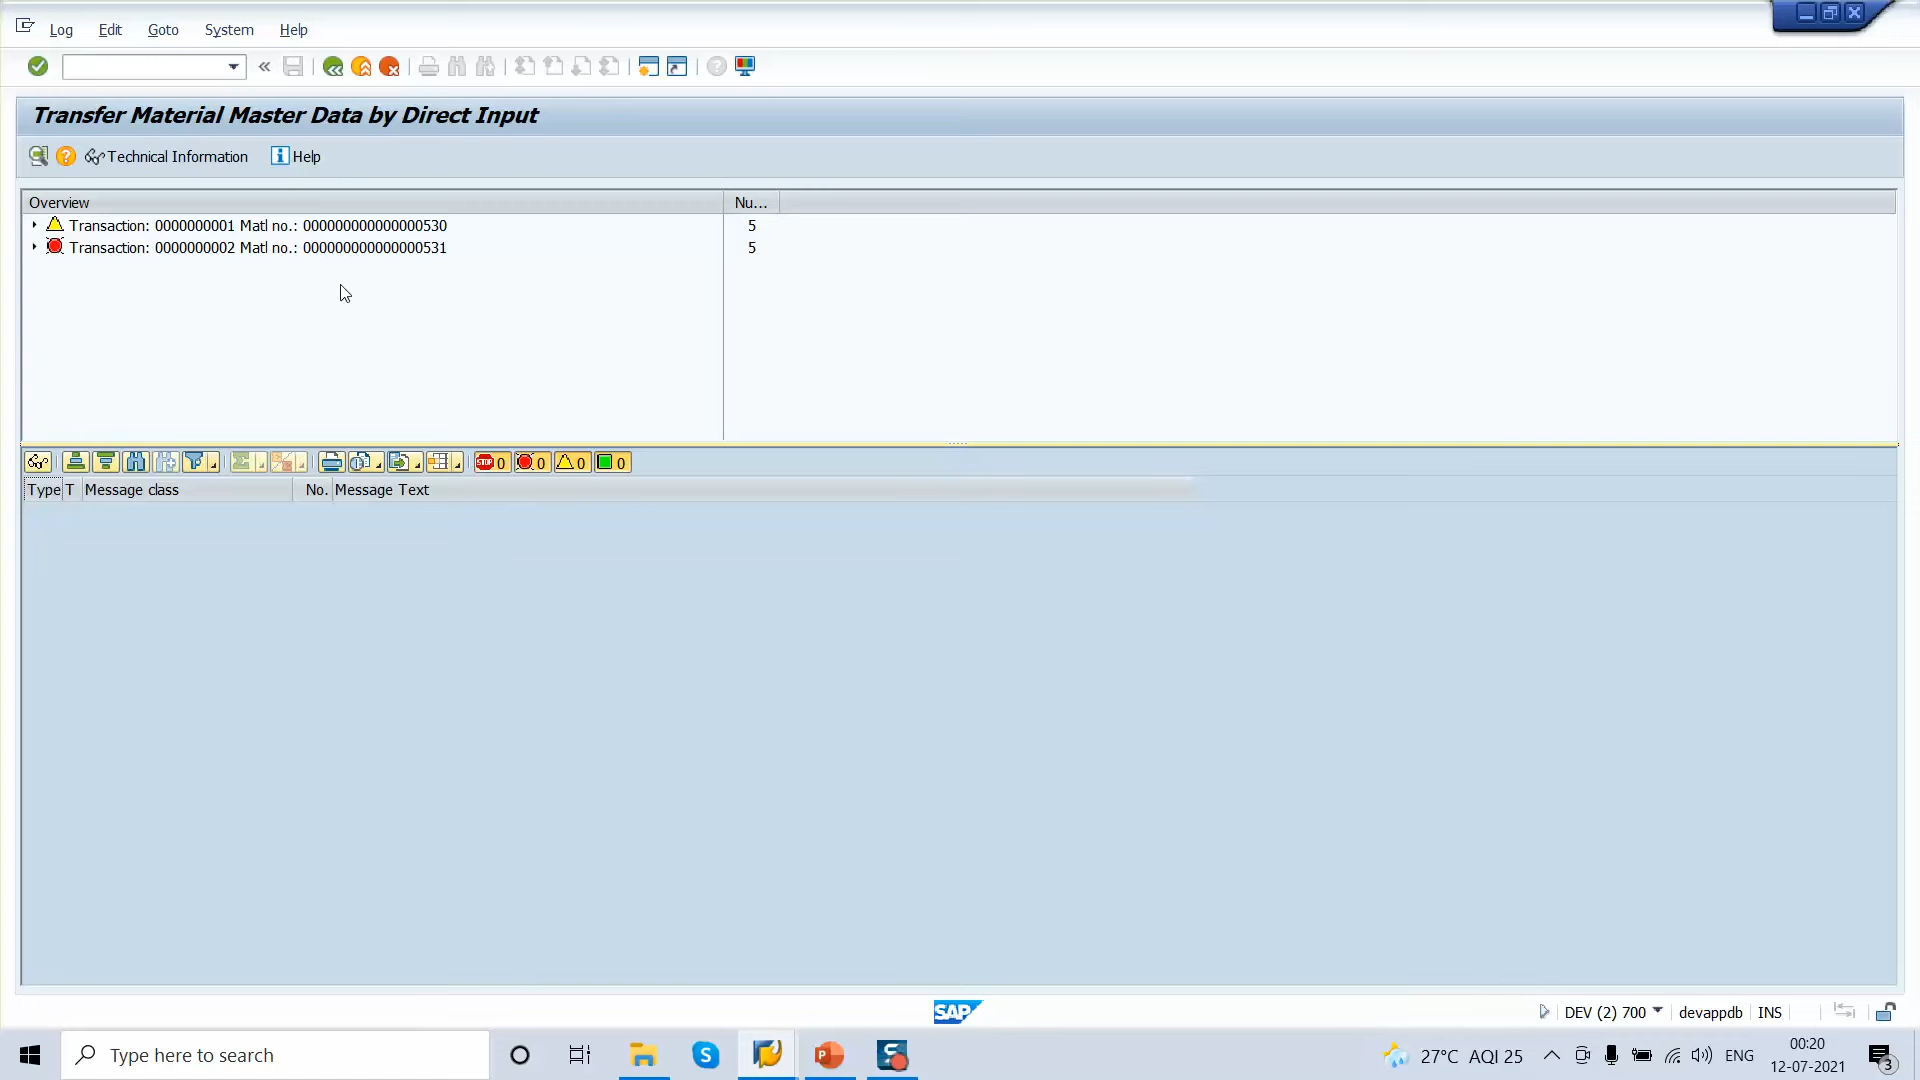 Log Edit Goto System Help
Transfer Material Master Data by Direct Input
Technical Information Help
Overview Nu...
Transaction: 0000000001 Matl no.: 000000000000000530 5
Transaction: 0000000002 Matl no.: 000000000000000531 5
STOP 0 0 0 0
Type T Message class No. Message Text
SAP
DEV (2) 700 devappdb INS
Type here to search
27°C AQI 25 ENG
00:20
12-07-2021
3